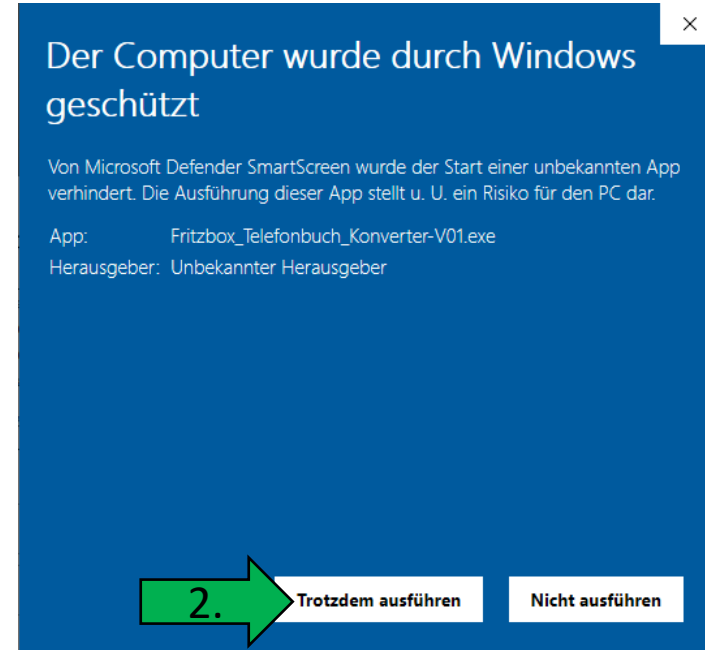 Der Computer wurde durch Windows
geschützt
Von Microsoft Defender SmartScreen wurde der Start einer unbekannten App
verhindert. Die Ausführung dieser App stellt u. U. ein Risiko für den PC dar.
App: Fritzbox_Telefonbuch_Konverter-V01.exe
Herausgeber: Unbekannter Herausgeber
2. Trotzdem ausführen Nicht ausführen